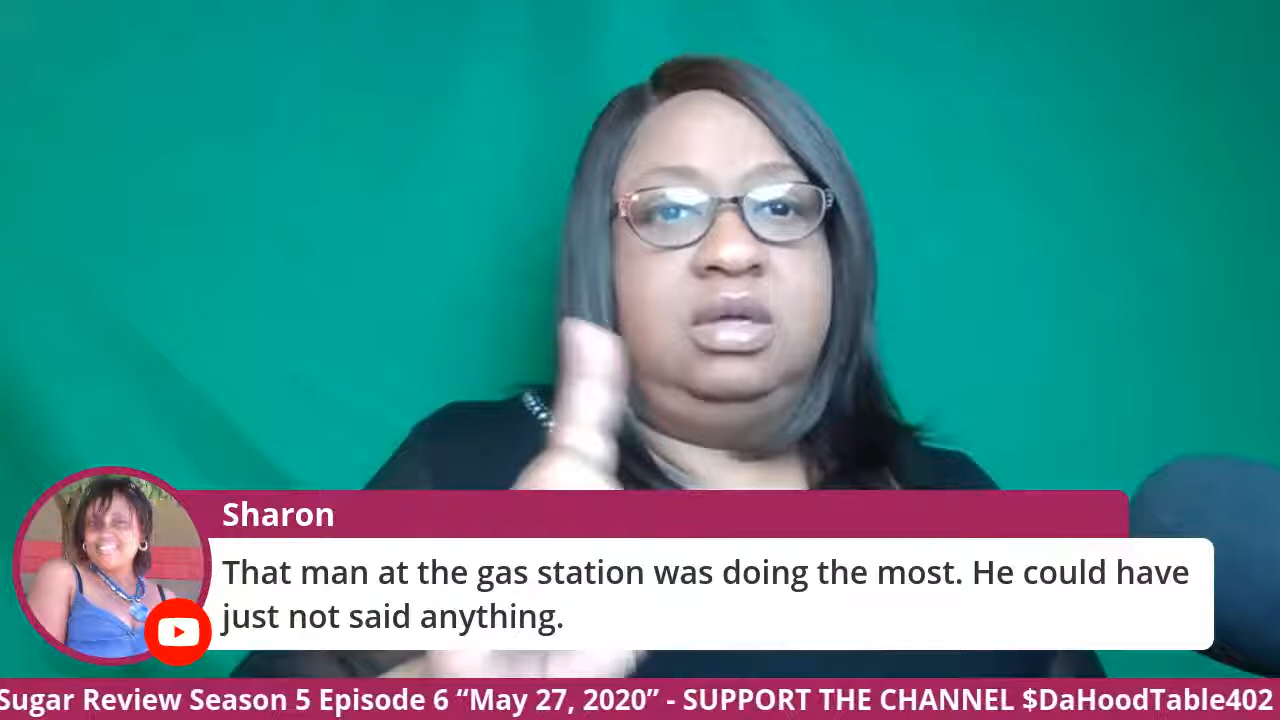 Sharon
That man at the gas station was doing the most. He could have
just not said anything.
Sugar Review Season 5 Episode 6 “May 27, 2020” - SUPPORT THE CHANNEL $DaHoodTable402